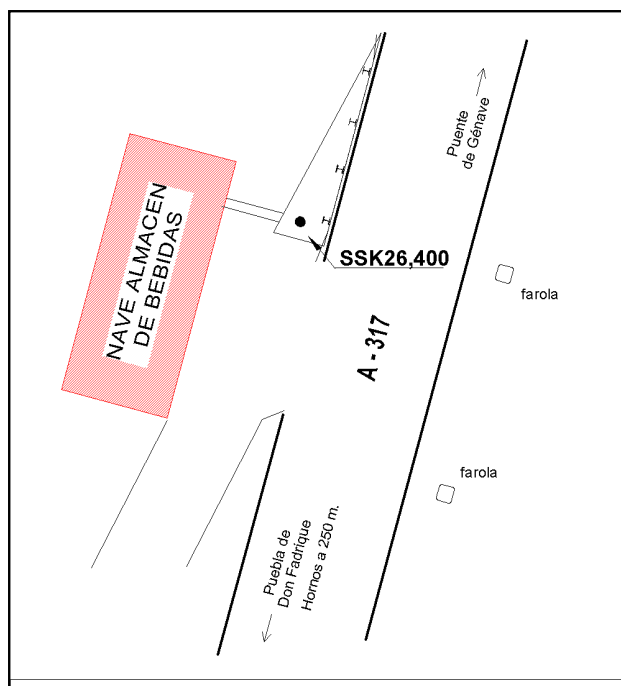 Puente
de Génave
NAVE ALMACEN
DE BEBIDAS
SSK26,400
farola
A - 317
farola
Puebla de
Don Fadrique
Hornos a 250 m.